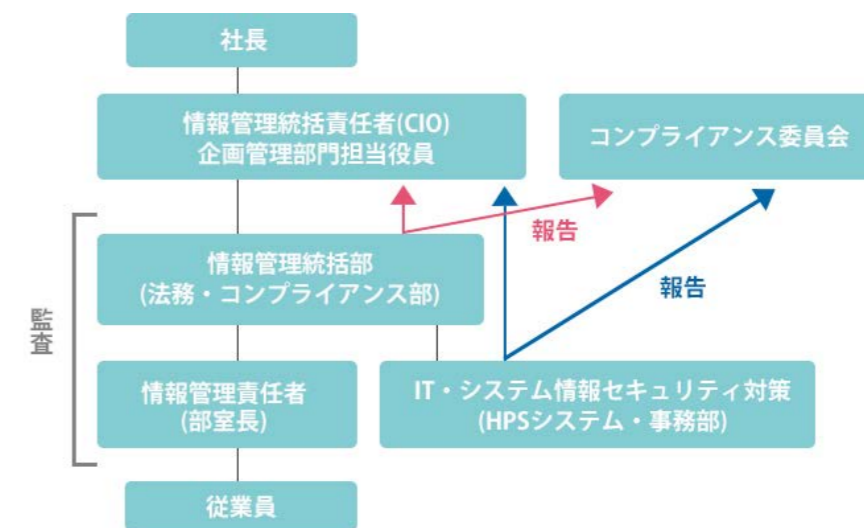 社長
情報管理統括責任者(CIO)
企画管理部門担当役員
コンプライアンス委員会
報告
報告
情報管理統括部
(法務・コンプライアンス部)
監査
情報管理責任者
(部室長)
IT・システム情報セキュリティ対策
(HPSシステム・事務部)
従業員